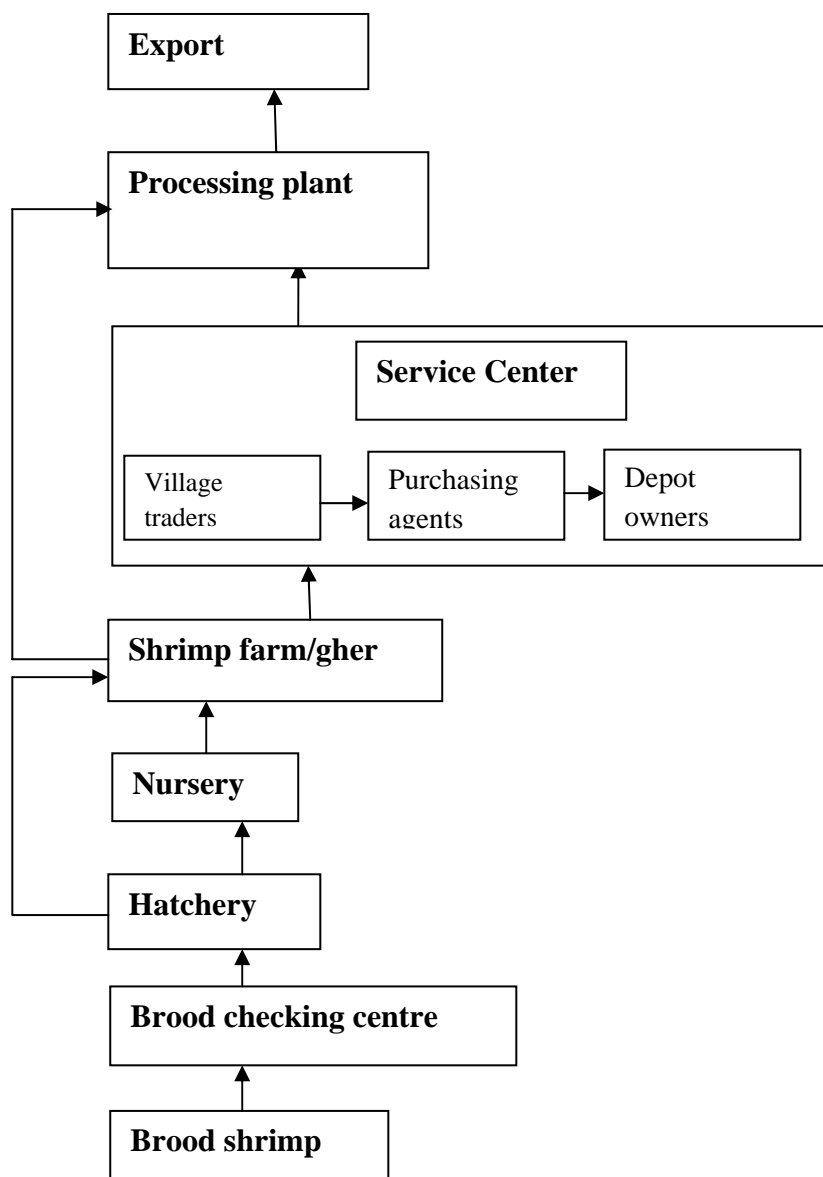 Export
Processing plant
Service Center
Village
traders
Purchasing
agents
Depot
owners
Shrimp farm/gher
Nursery
Hatchery
Brood checking centre
Brood shrimp